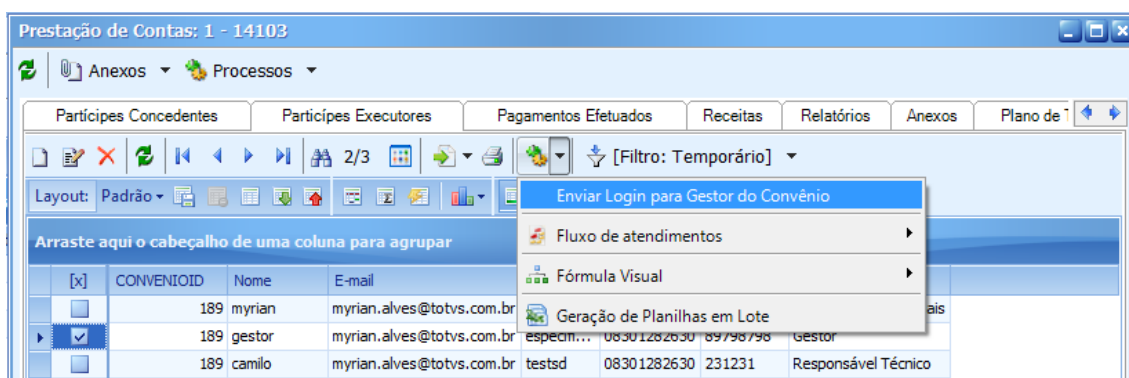 Prestação de Contas: 1 - 14103
Anexos Processos
Partícipes Concedentes Particípes Executores Pagamentos Efetuados Receitas Relatórios Anexos Plano de
2/3 [Filtro: Temporário]
Layout: Padrão
Enviar Login para Gestor do Convênio
Arraste aqui o cabeçalho de uma coluna para agrupar
Fluxo de atendimentos
[x] CONVENIOID Nome E-mail
Fórmula Visual
189 myrian myrian.alves@totvs.com.br ais
Geração de Planilhas em Lote
189 gestor myrian.alves@totvs.com.br especifi... 08301282630 89798798 Gestor
189 camilo myrian.alves@totvs.com.br testsd 08301282630 231231 Responsável Técnico